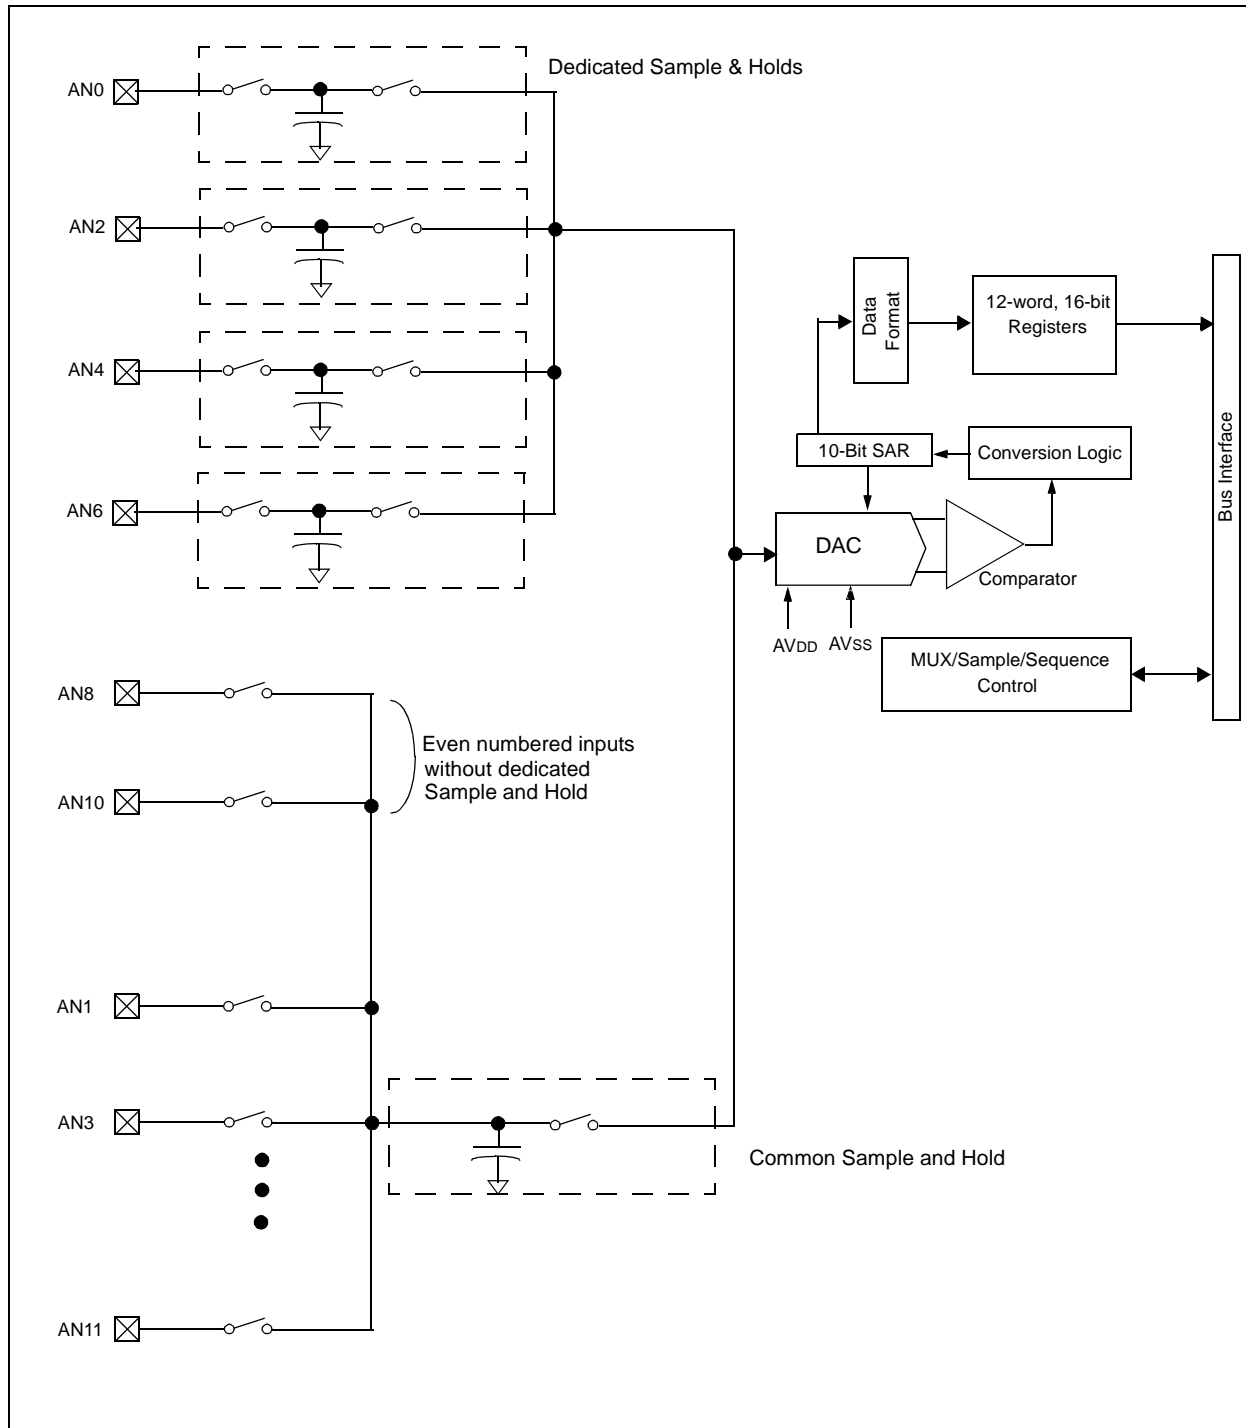 Dedicated Sample & Holds
AN0
AN2
AN4
AN6
Data
Format
12-word, 16-bit
Registers
10-Bit SAR
Conversion Logic
Bus Interface
DAC
Comparator
AVDD
AVSS
MUX/Sample/Sequence
Control
AN8
Even numbered inputs
without dedicated
Sample and Hold
AN10
AN1
AN3
Common Sample and Hold
AN11